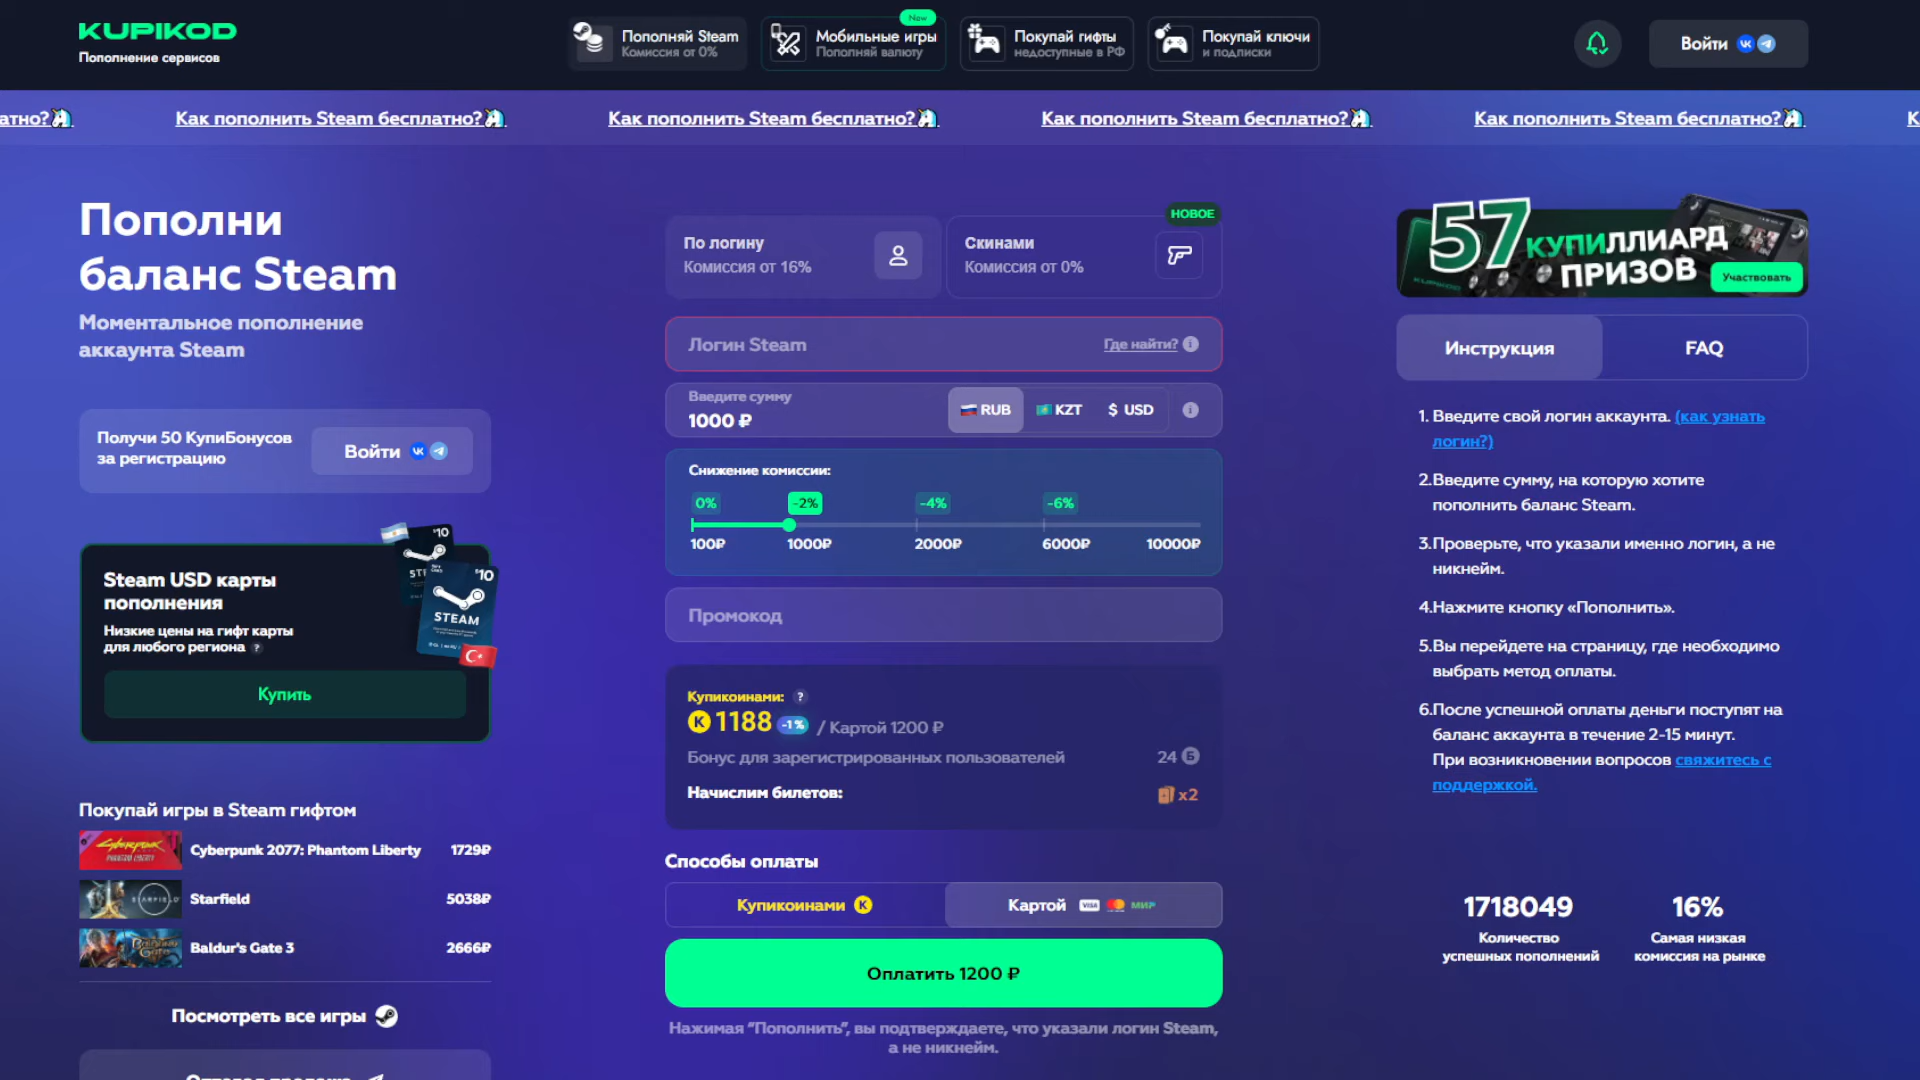 KUPIKOD
Пополнение сервисов
Пополняй Steam
Комиссия от 0%
New
Мобильные игры
Пополняй валюту
Покупай гифты
недоступные в РФ
Покупай ключи
и подписки
Войти
атно?
Как пополнить Steam бесплатно?
Как пополнить Steam бесплатно?
Как пополнить Steam бесплатно?
Как пополнить Steam бесплатно?
К
Пополни
баланс Steam
Моментальное пополнение
аккаунта Steam
Получи 50 КупиБонусов
за регистрацию
Войти
Steam USD карты
пополнения
Низкие цены на гифт карты
для любого региона ?
$10
$10
STEAM
Купить
Покупай игры в Steam гифтом
Cyberpunk 2077: Phantom Liberty 1729₽
Starfield 5038₽
Baldur's Gate 3 2666₽
Посмотреть все игры
По логину
Комиссия от 16%
НОВОЕ
Скинами
Комиссия от 0%
Логин Steam
Где найти?
Введите сумму
1000 ₽
RUB
KZT
$ USD
Снижение комиссии:
0% -2% -4% -6%
100₽ 1000₽ 2000₽ 6000₽ 10000₽
Промокод
Купикоинами: ?
K 1188 -1% / Картой 1200 ₽
Бонус для зарегистрированных пользователей 24 Б
Начислим билетов: x2
Способы оплаты
Купикоинами K
Картой VISA МИР
Оплатить 1200 ₽
Нажимая “Пополнить”, вы подтверждаете, что указали логин Steam,
а не никнейм.
57
КУПИЛЛИАРД
ПРИЗОВ
Участвовать
Инструкция
FAQ
1. Введите свой логин аккаунта. (как узнать
логин?)
2.Введите сумму, на которую хотите
пополнить баланс Steam.
3.Проверьте, что указали именно логин, а не
никнейм.
4.Нажмите кнопку «Пополнить».
5.Вы перейдете на страницу, где необходимо
выбрать метод оплаты.
6.После успешной оплаты деньги поступят на
баланс аккаунта в течение 2-15 минут.
При возникновении вопросов свяжитесь с
поддержкой.
1718049
Количество
успешных пополнений
16%
Самая низкая
комиссия на рынке